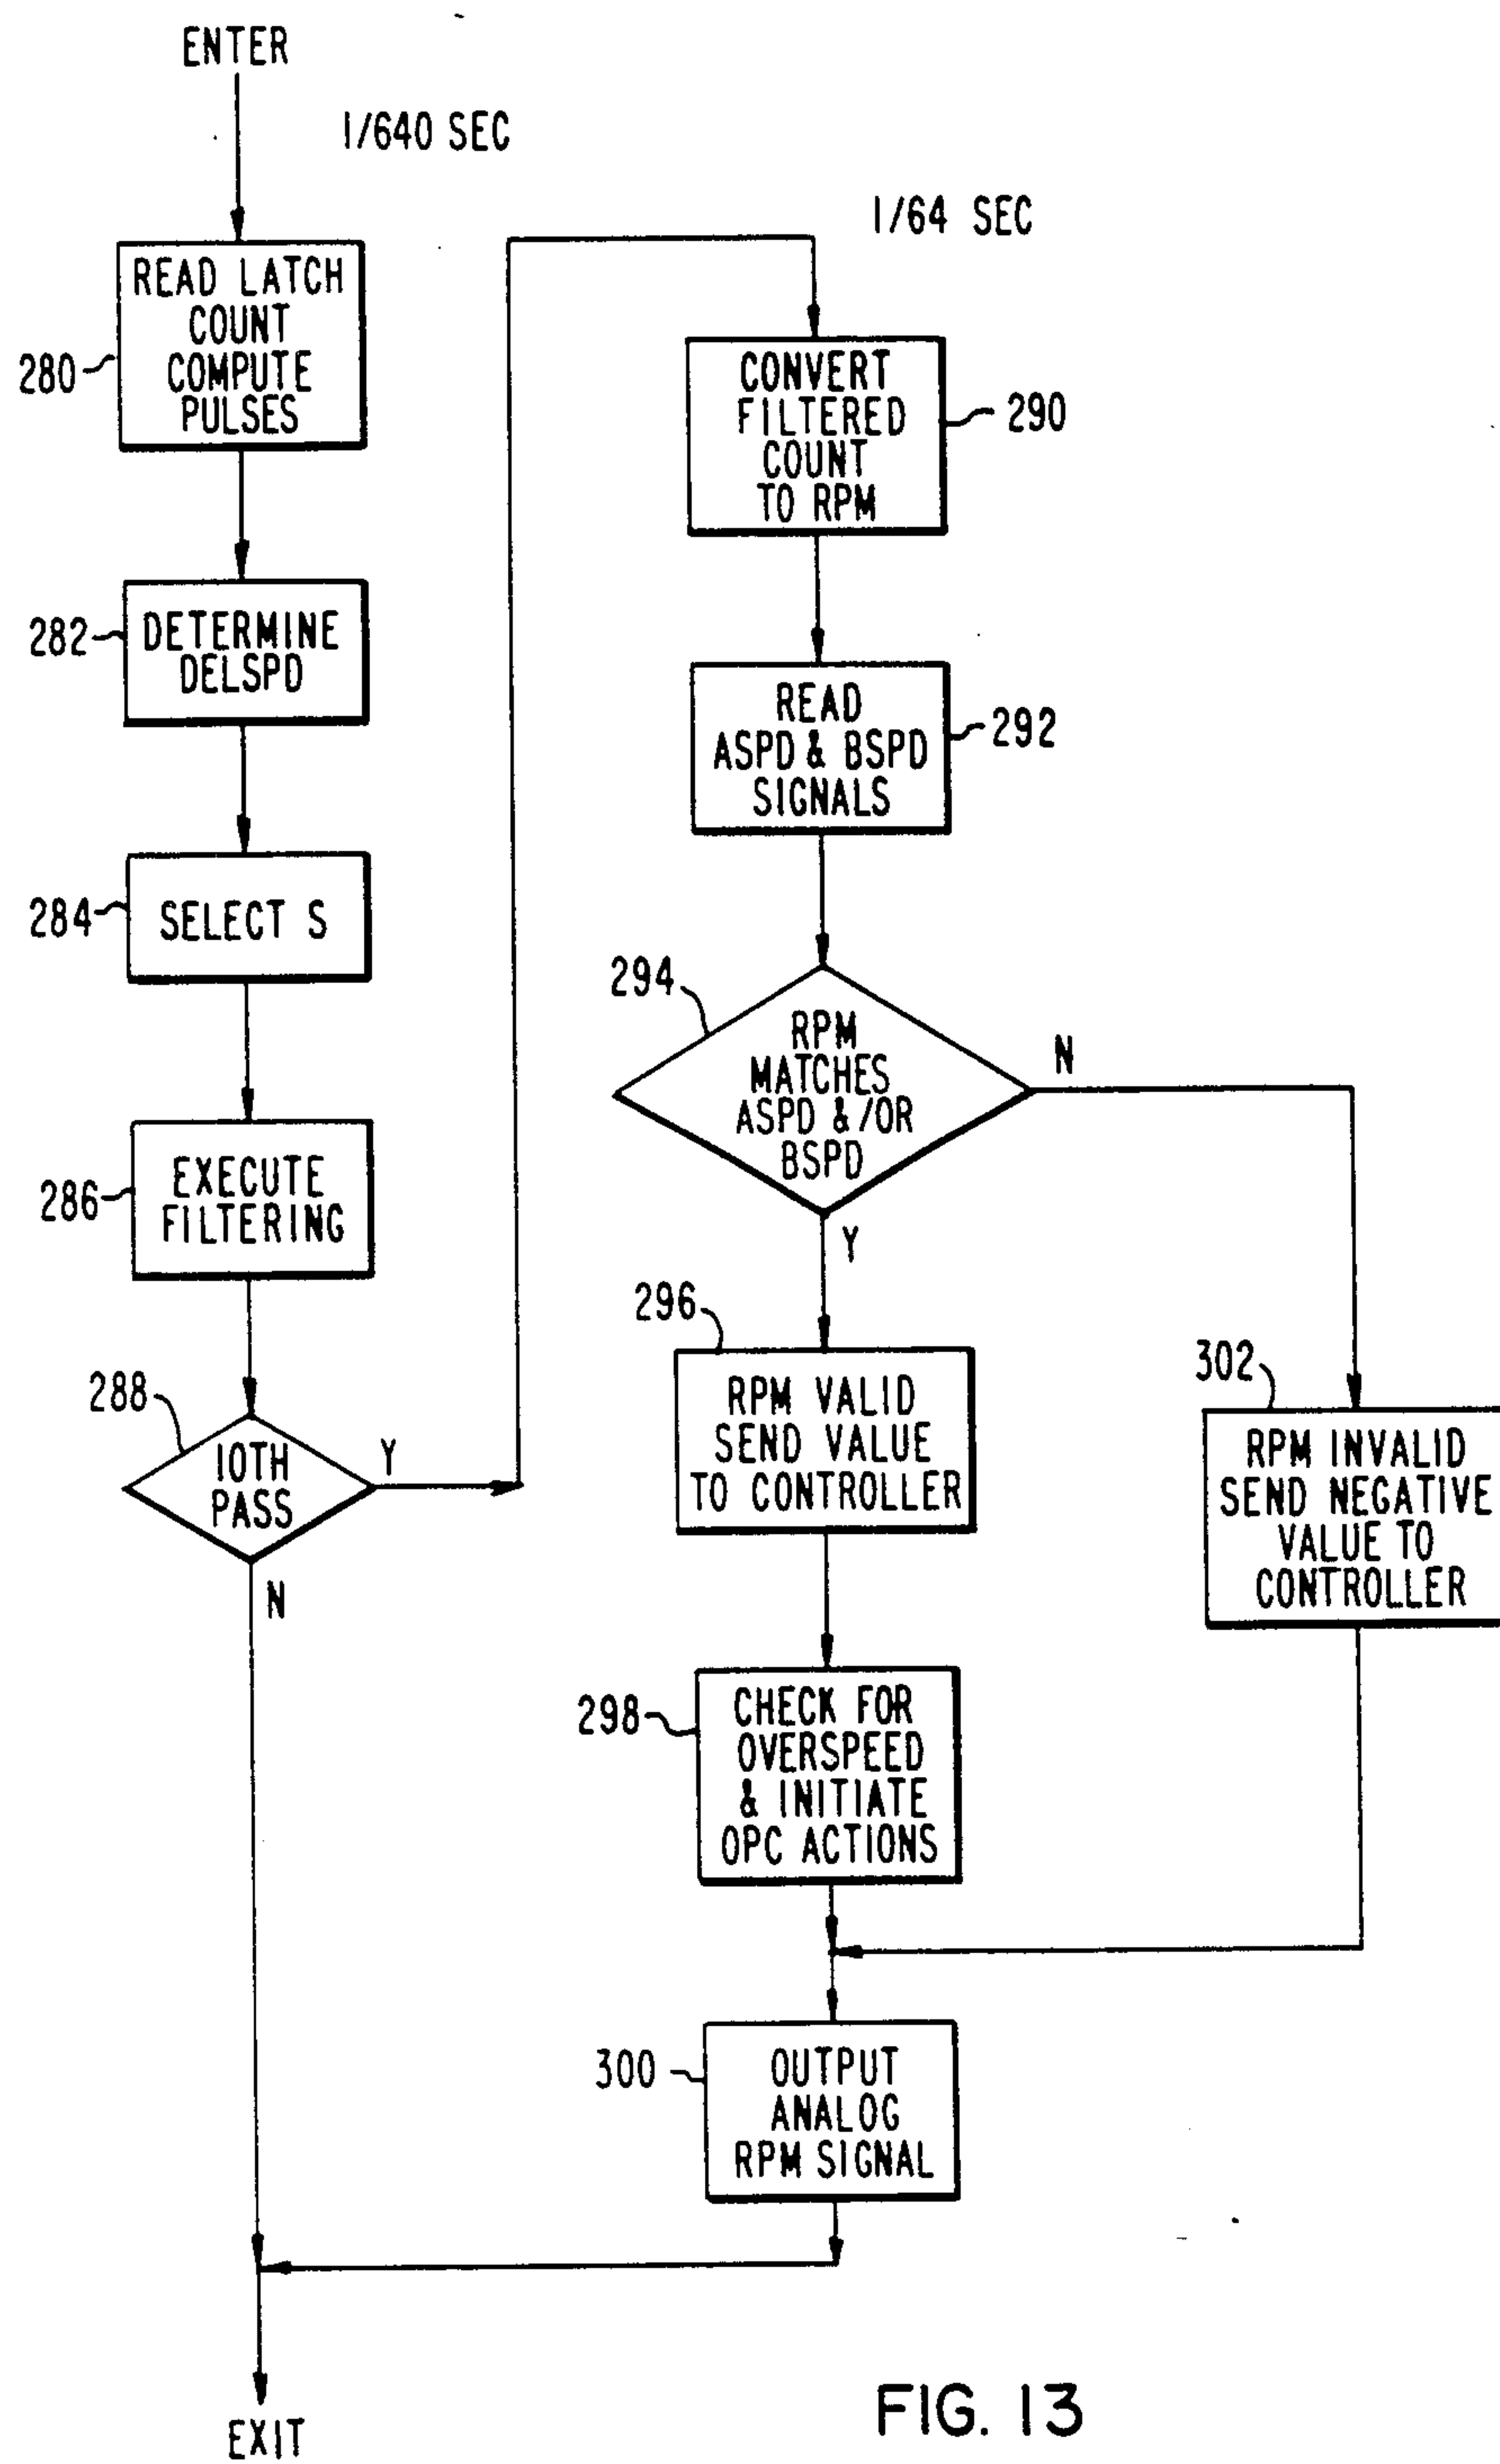 ENTER
1/640 SEC
280
READ LATCH
COUNT
COMPUTE
PULSES
282
DETERMINE
DELSPD
284
SELECT S
286
EXECUTE
FILTERING
288
10TH
PASS
Y
N
1/64 SEC
CONVERT
FILTERED
COUNT
TO RPM
290
READ
ASPD & BSPD
SIGNALS
292
294
RPM
MATCHES
ASPD &/OR
BSPD
N
Y
296
RPM VALID
SEND VALUE
TO CONTROLLER
302
RPM INVALID
SEND NEGATIVE
VALUE TO
CONTROLLER
298
CHECK FOR
OVERSPEED
& INITIATE
OPC ACTIONS
300
OUTPUT
ANALOG
RPM SIGNAL
EXIT
FIG. 13